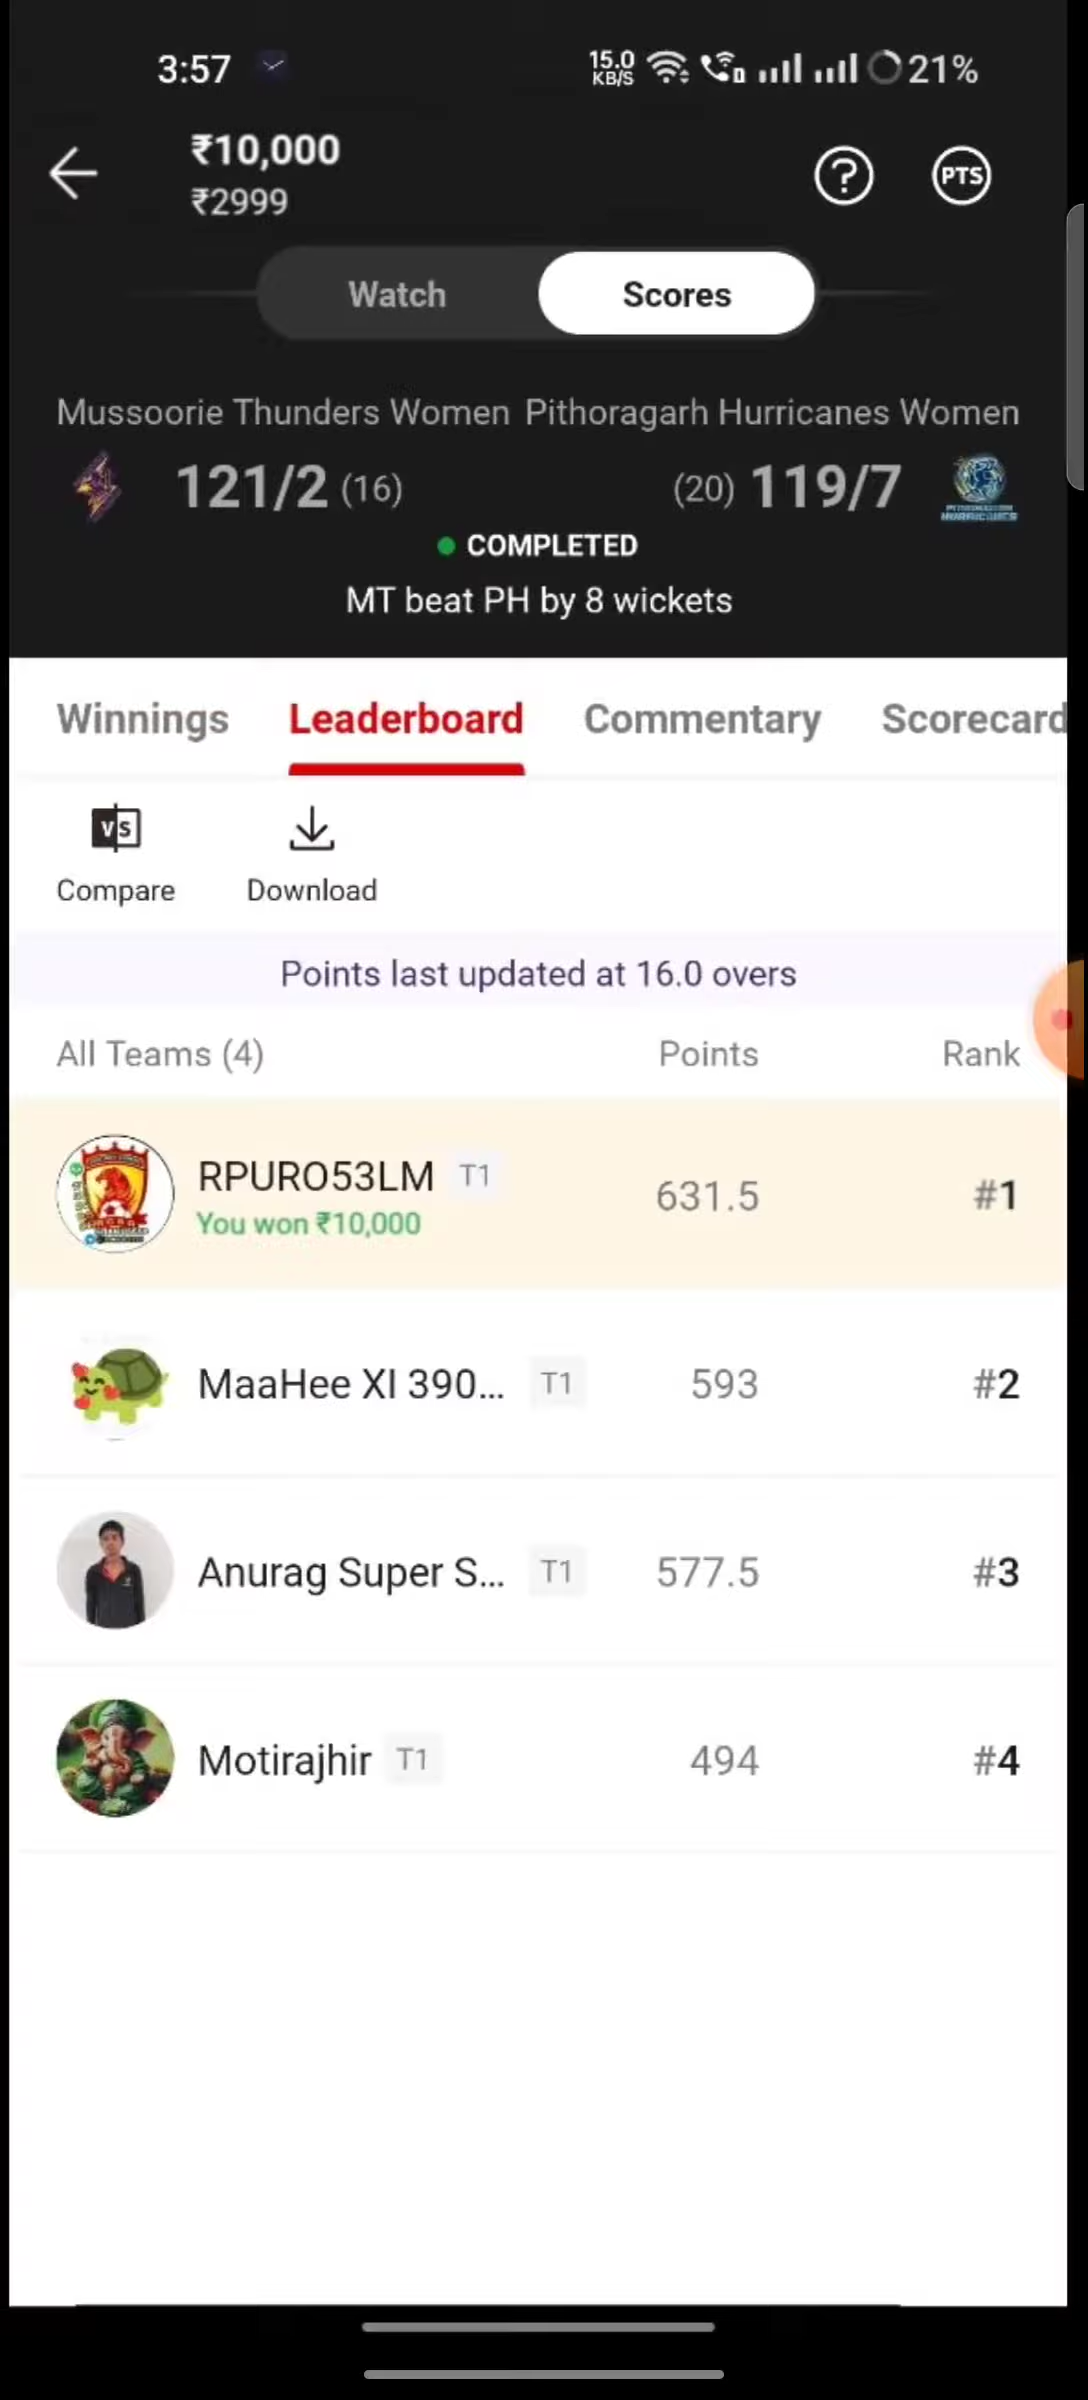 3:57
15.0 KB/S
21%
₹10,000
₹2999
?
PTS
Watch
Scores
Mussoorie Thunders Women
Pithoragarh Hurricanes Women
121/2 (16)
(20) 119/7
HURRICANES
COMPLETED
MT beat PH by 8 wickets
Winnings
Leaderboard
Commentary
Scorecard
VS
Compare
Download
Points last updated at 16.0 overs
All Teams (4)
Points
Rank
RPURO53LM T1
631.5
#1
You won ₹10,000
MaaHee XI 390... T1
593
#2
Anurag Super S... T1
577.5
#3
Motirajhir T1
494
#4